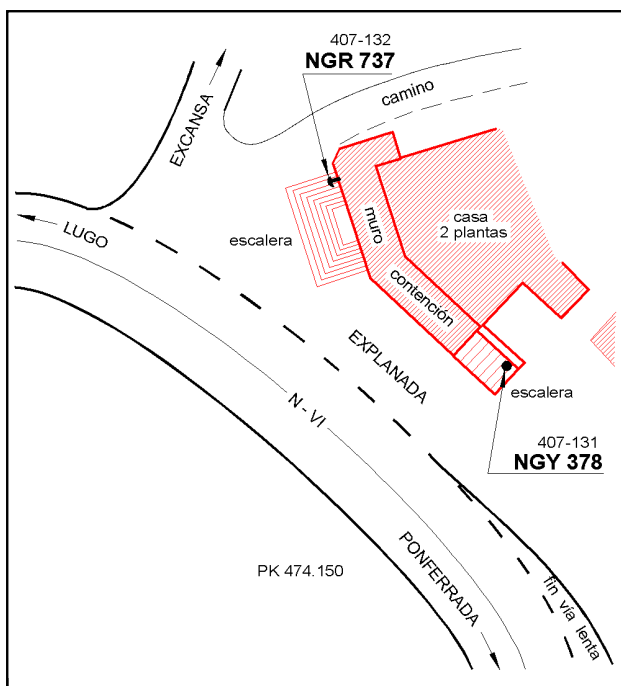 407-132
NGR 737
camino
EXCANSA
LUGO
escalera
muro
casa
2 plantas
contención
EXPLANADA
escalera
N - VI
407-131
NGY 378
PK 474.150
PONFERRADA
fin vía lenta